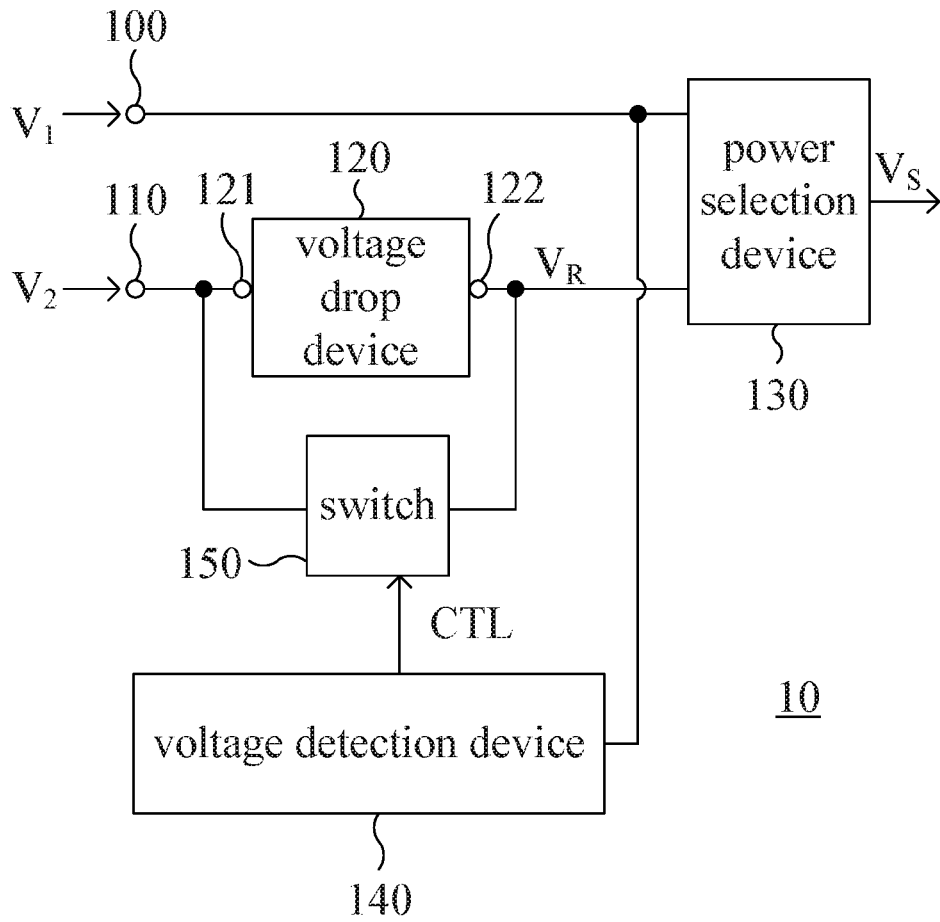 100
V1
power
selection
device
VS
120
121
122
110
voltage
drop
device
VR
V2
130
switch
150
CTL
10
voltage detection device
140